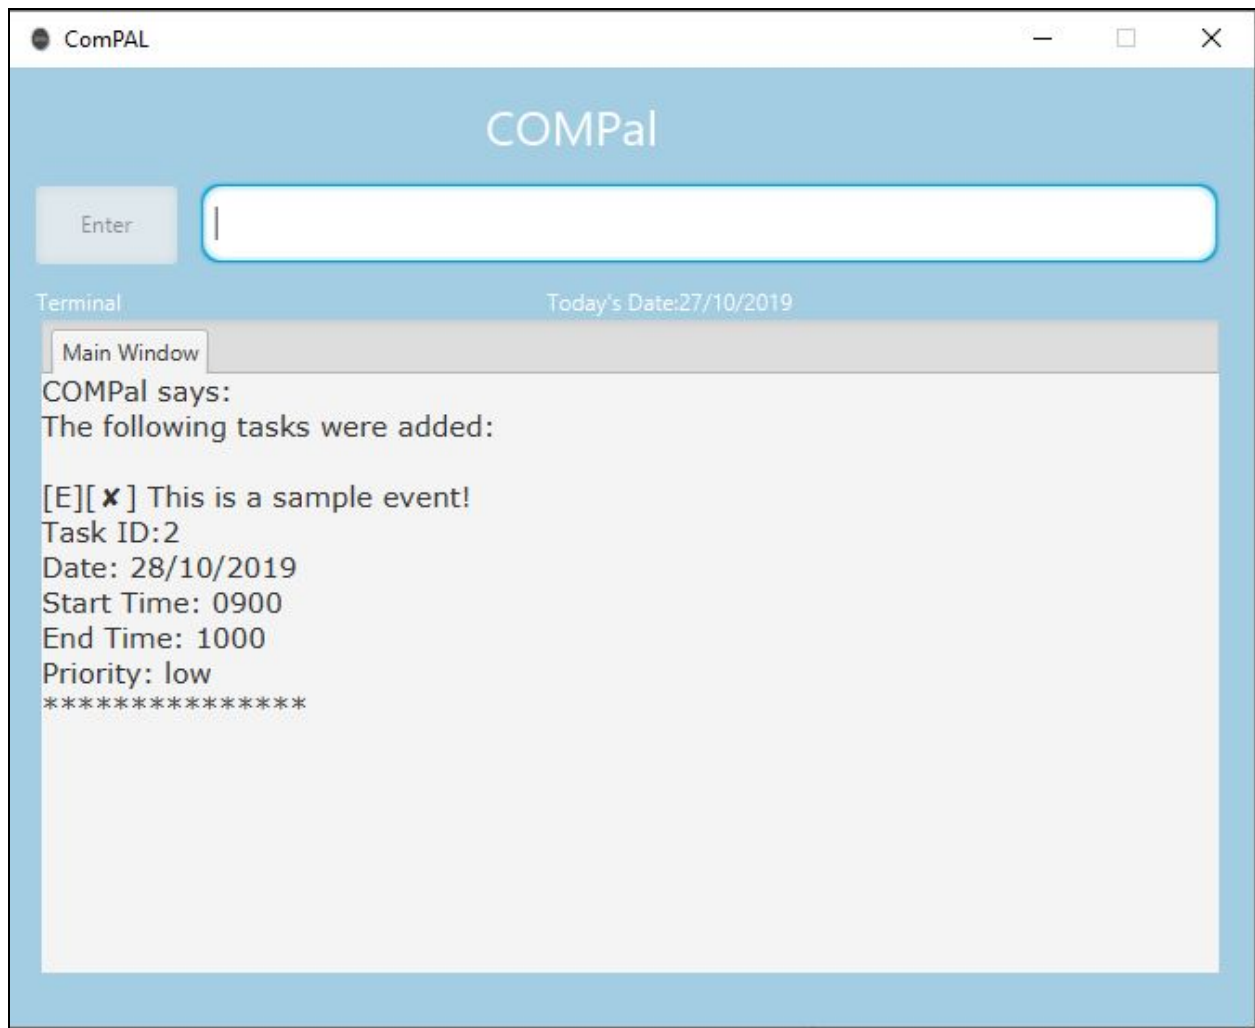 ComPAL
COMPal
Enter
Terminal
Today's Date:27/10/2019
Main Window
COMPal says:
The following tasks were added:
[E][✘] This is a sample event!
Task ID:2
Date: 28/10/2019
Start Time: 0900
End Time: 1000
Priority: low
***************